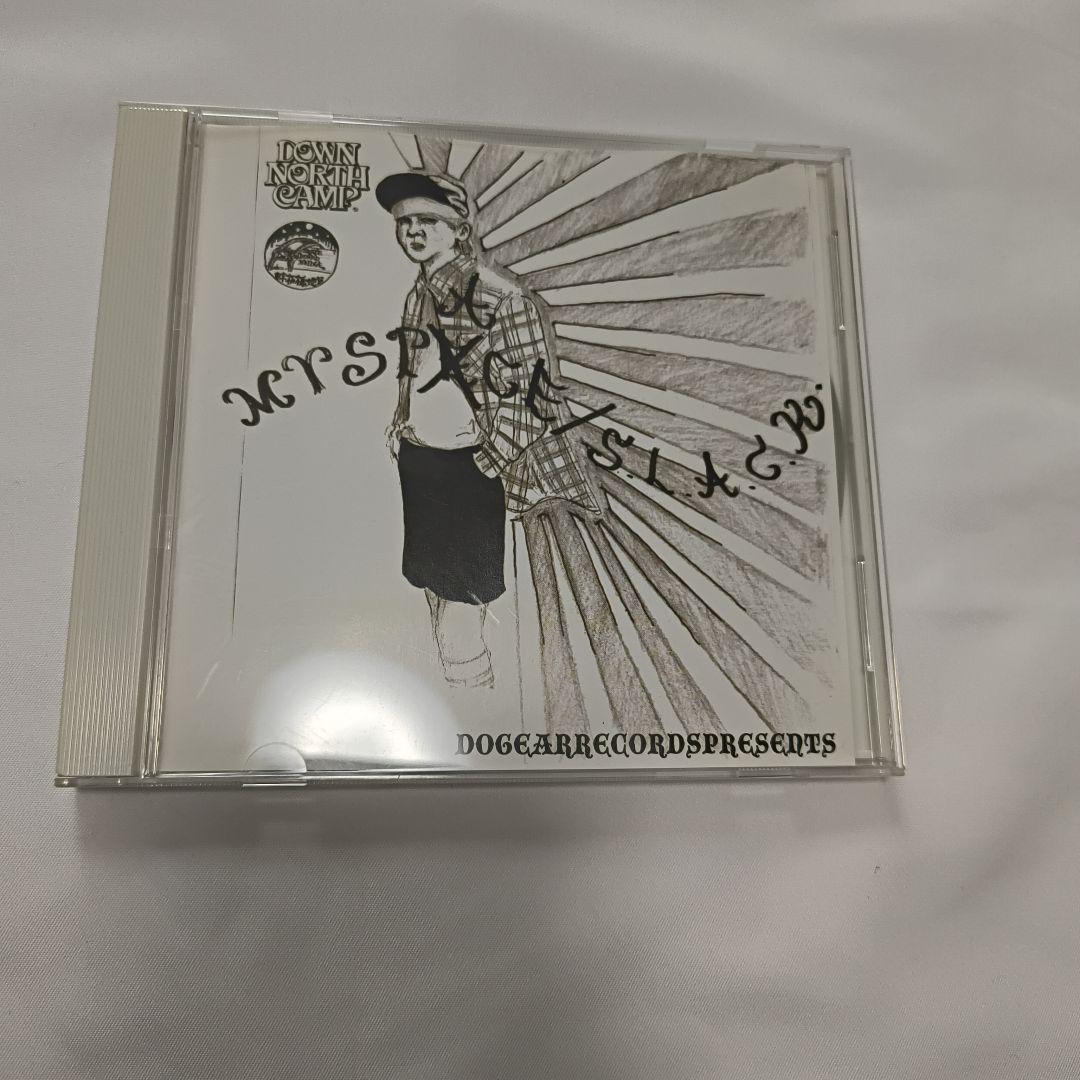 DOWN
NORTH
CAMP.
MY SPACE/S.L.A.C.K.
DOGEARRECORDSPRESENTS